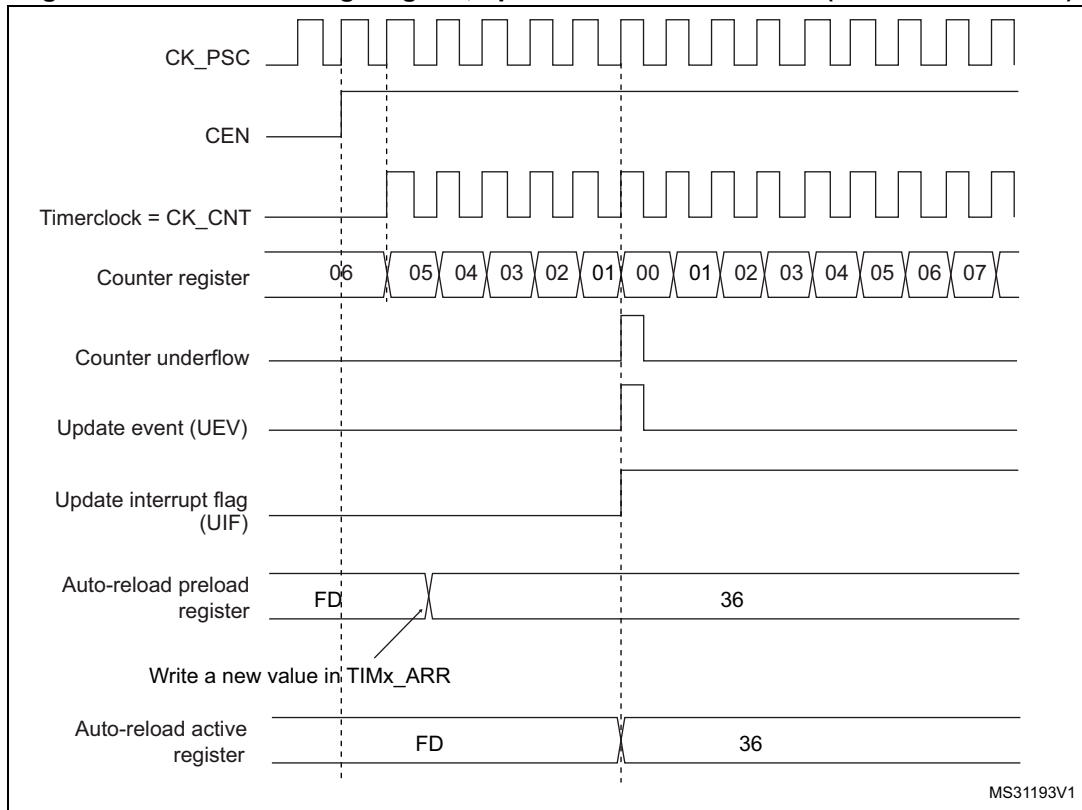 CK_PSC
CEN
Timerclock = CK_CNT
Counter register
06 05 04 03 02 01 00 01 02 03 04 05 06 07
Counter underflow
Update event (UEV)
Update interrupt flag
(UIF)
Auto-reload preload
register
FD 36
Write a new value in TIMx_ARR
Auto-reload active
register
FD 36
MS31193V1